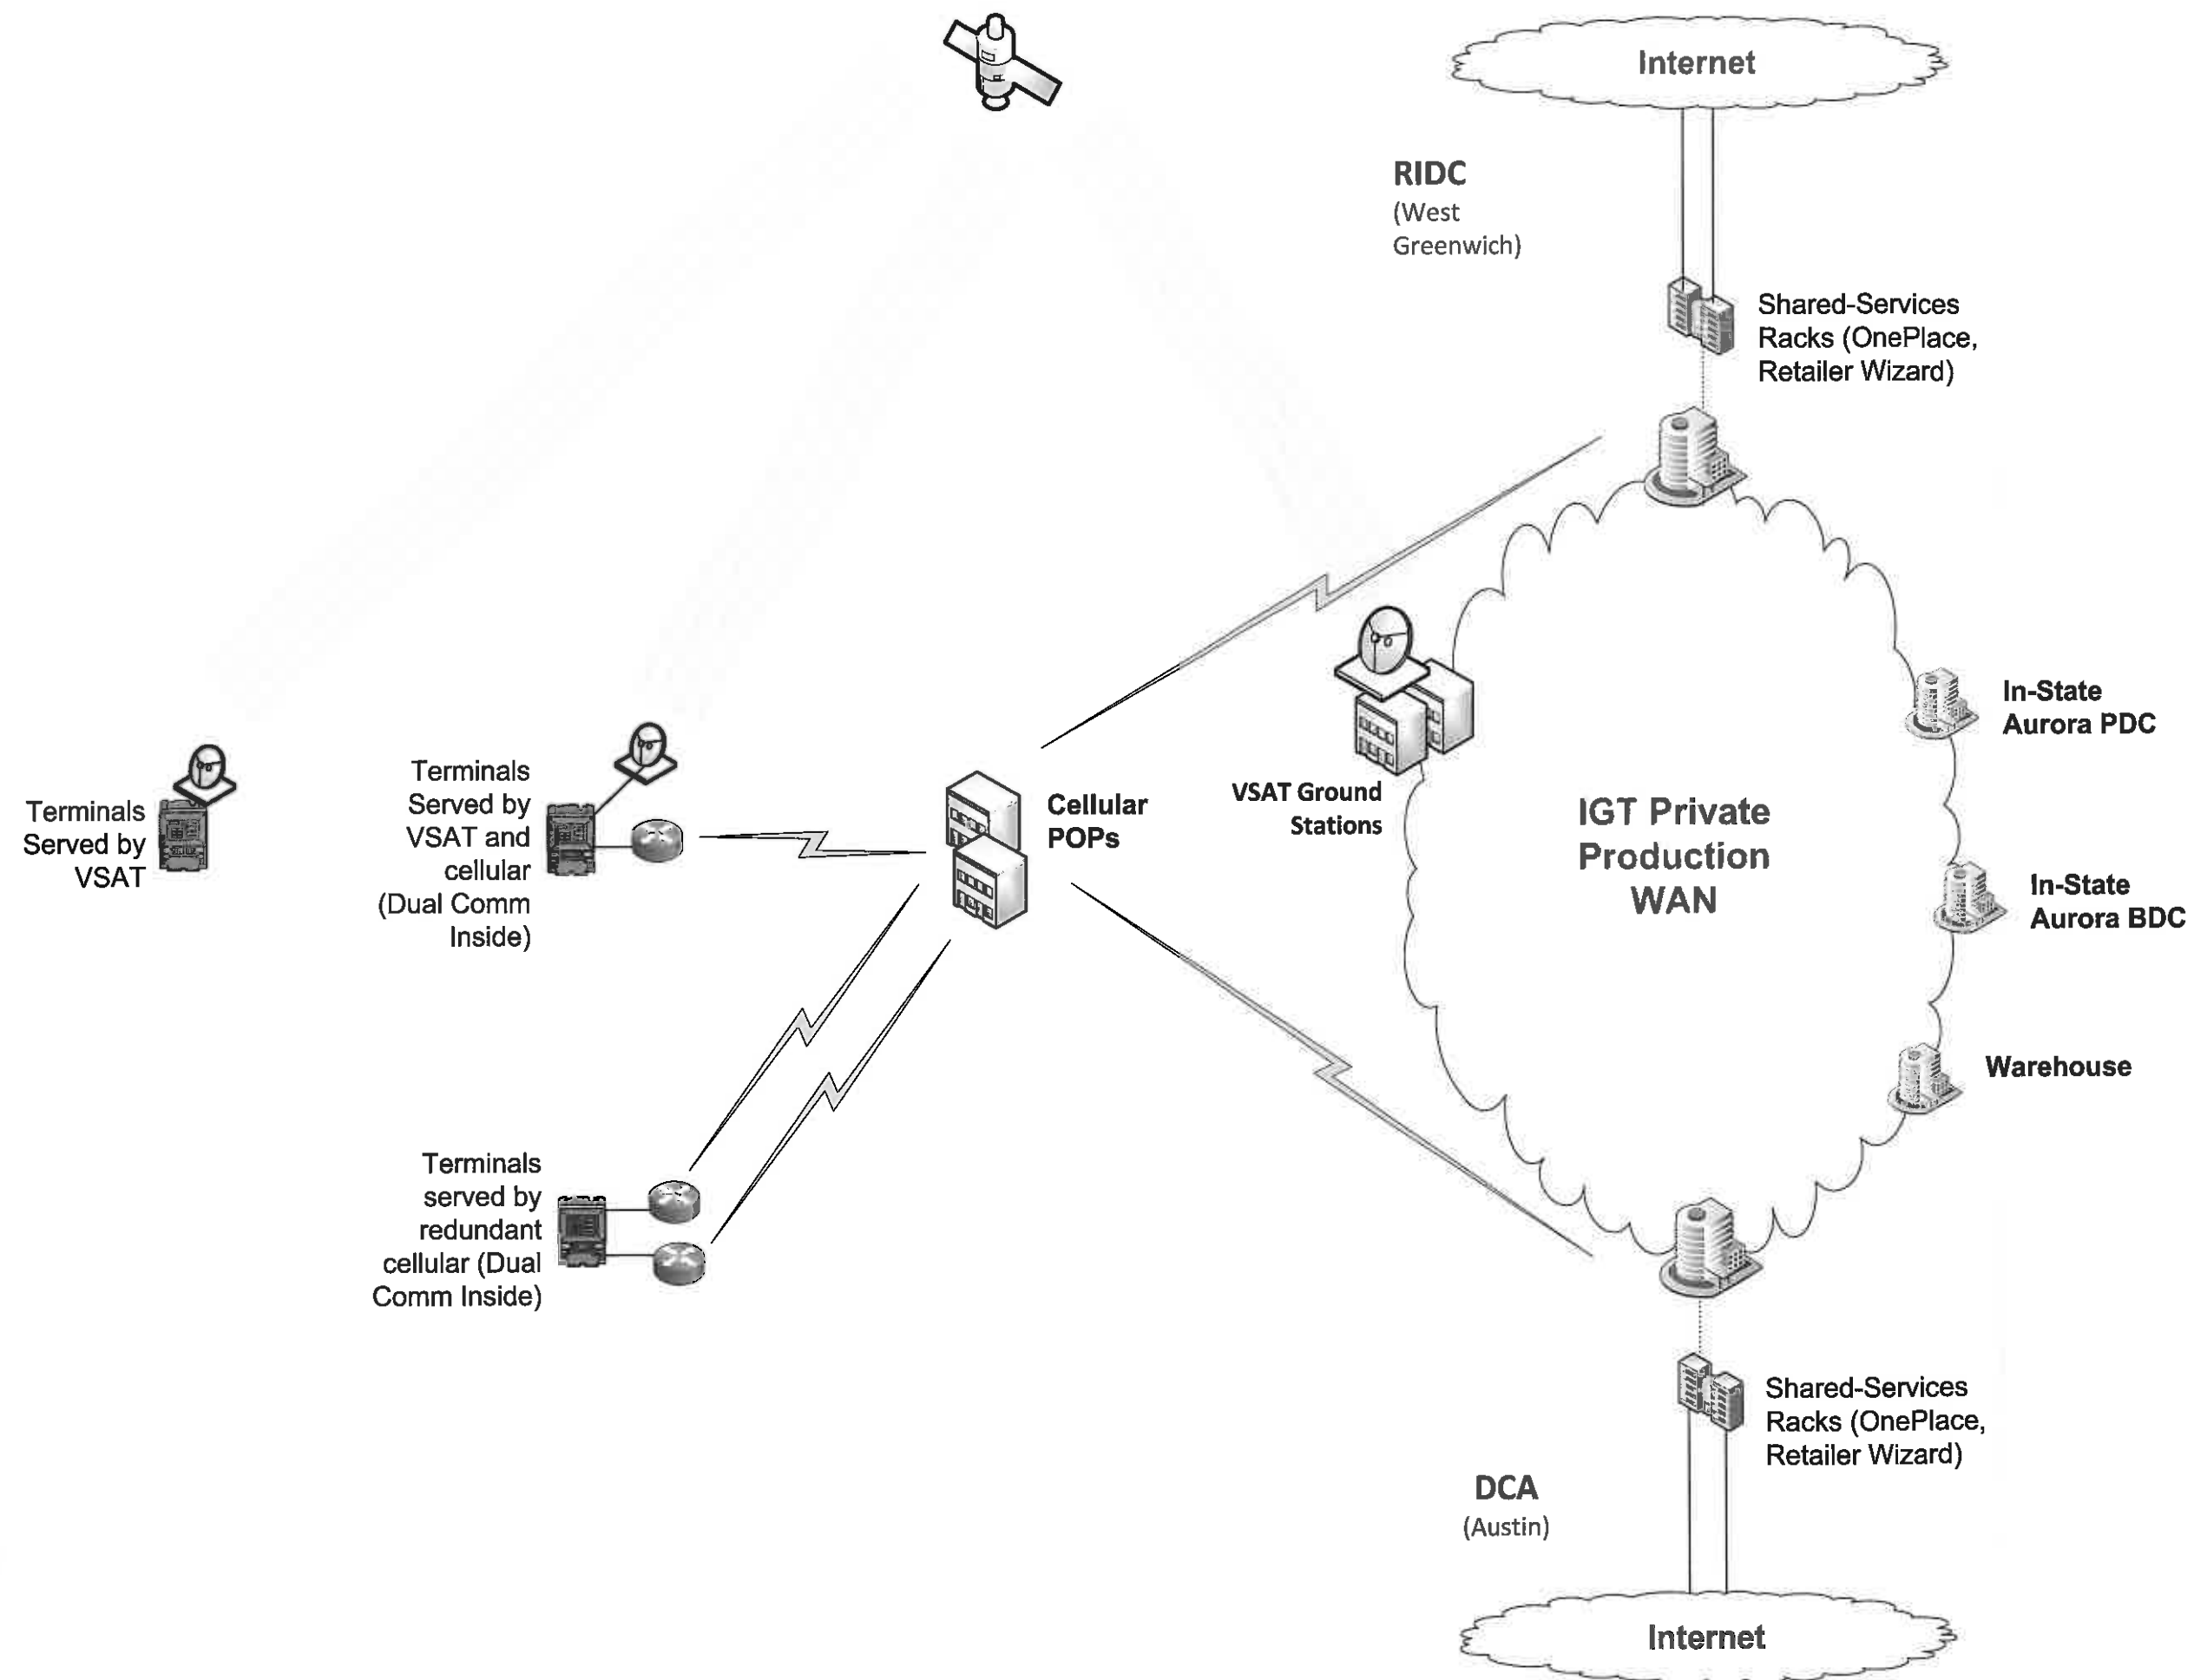 Internet
RIDC
(West
Greenwich)
Shared-Services
Racks (OnePlace,
Retailer Wizard)
In-State
Aurora PDC
Terminals
Served by
VSAT
Terminals
Served by
VSAT and
cellular
(Dual Comm
Inside)
Cellular
POPs
VSAT Ground
Stations
IGT Private
Production
WAN
In-State
Aurora BDC
Warehouse
Terminals
served by
redundant
cellular (Dual
Comm Inside)
Shared-Services
Racks (OnePlace,
Retailer Wizard)
DCA
(Austin)
Internet